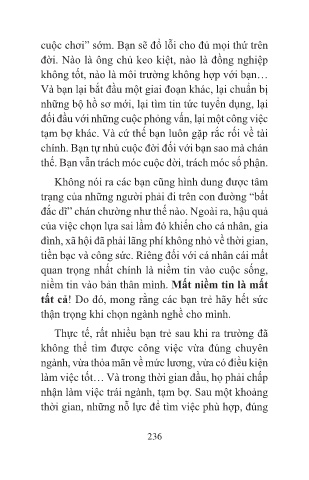 cuộc chơi” sớm. Bạn sẽ đổ lỗi cho đủ mọi thứ trên
đời. Nào là ông chủ keo kiệt, nào là đồng nghiệp
không tốt, nào là môi trường không hợp với bạn…
Và bạn lại bắt đầu một giai đoạn khác, lại chuẩn bị
những bộ hồ sơ mới, lại tìm tin tức tuyển dụng, lại
đối đầu với những cuộc phỏng vấn, lại một công việc
tạm bợ khác. Và cứ thế bạn luôn gặp rắc rối về tài
chính. Bạn tự nhủ cuộc đời đối với bạn sao mà chán
thế. Bạn vẫn trách móc cuộc đời, trách móc số phận.
Không nói ra các bạn cũng hình dung được tâm
trạng của những người phải đi trên con đường “bất
đắc dĩ” chán chường như thế nào. Ngoài ra, hậu quả
của việc chọn lựa sai lầm đó khiến cho cá nhân, gia
đình, xã hội đã phải lãng phí không nhỏ về thời gian,
tiền bạc và công sức. Riêng đối với cá nhân cái mất
quan trọng nhất chính là niềm tin vào cuộc sống,
niềm tin vào bản thân mình. Mất niềm tin là mất
tất cả! Do đó, mong rằng các bạn trẻ hãy hết sức
thận trọng khi chọn ngành nghề cho mình.
Thực tế, rất nhiều bạn trẻ sau khi ra trường đã
không thể tìm được công việc vừa đúng chuyên
ngành, vừa thỏa mãn về mức lương, vừa có điều kiện
làm việc tốt… Và trong thời gian đầu, họ phải chấp
nhận làm việc trái ngành, tạm bợ. Sau một khoảng
thời gian, những nỗ lực để tìm việc phù hợp, đúng
236